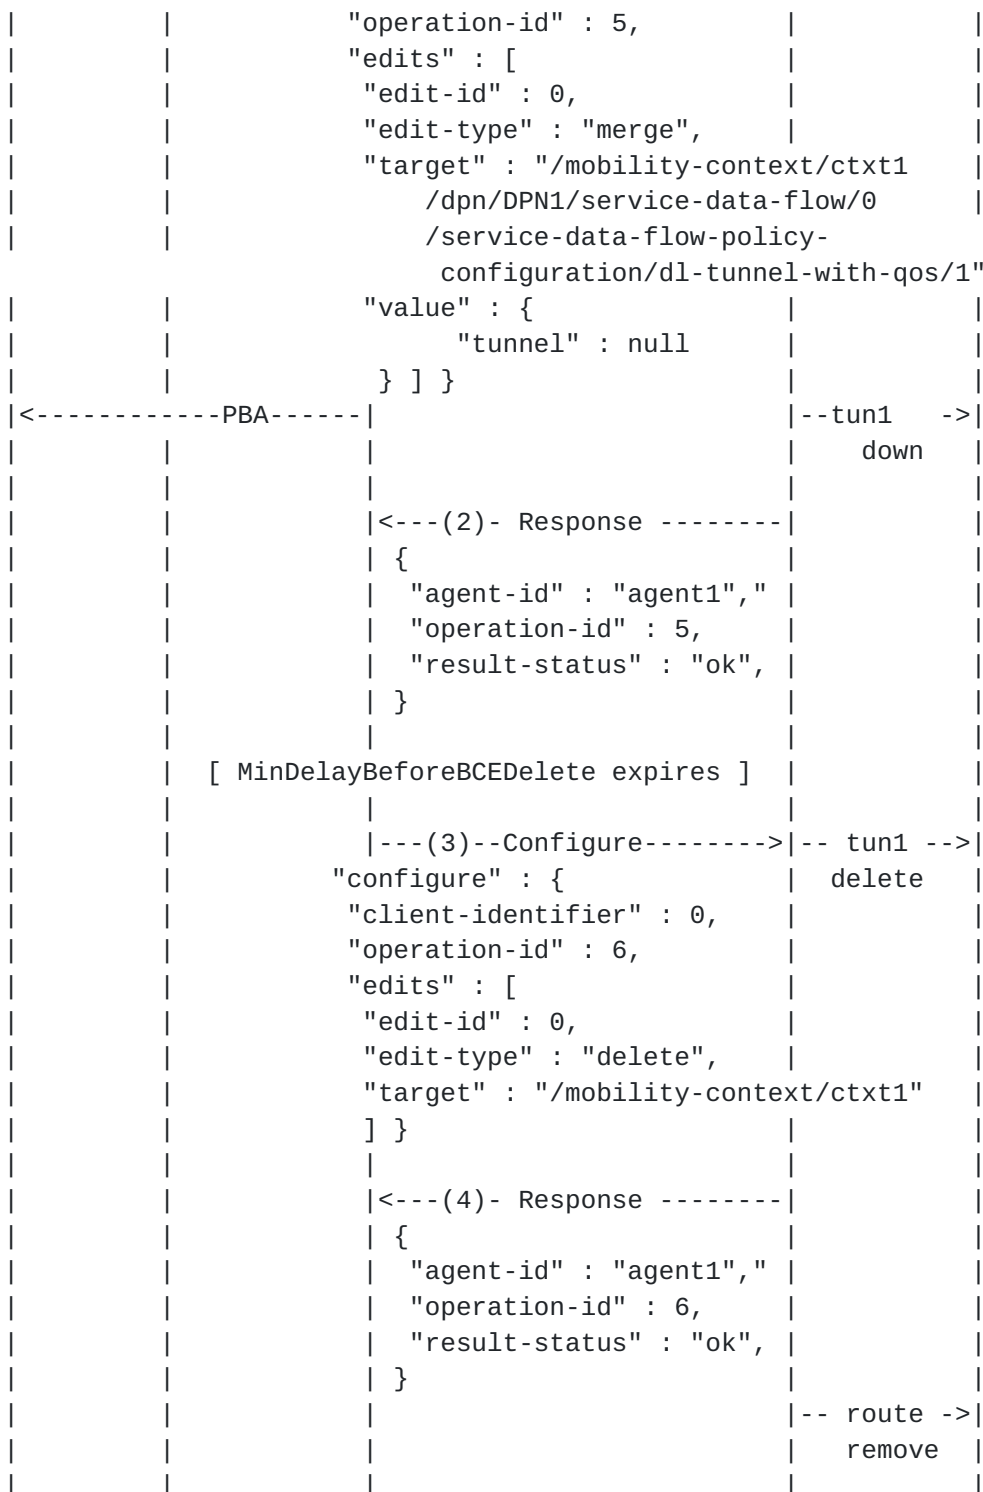 |         |           "operation-id" : 5,         |           |
|         |           "edits" : [                  |           |
|         |            "edit-id" : 0,              |           |
|         |            "edit-type" : "merge",      |           |
|         |            "target" : "/mobility-context/ctxt1     |
|         |                /dpn/DPN1/service-data-flow/0       |
|         |                /service-data-flow-policy-
                            configuration/dl-tunnel-with-qos/1"
|         |            "value" : {                |           |
|         |                  "tunnel" : null      |           |
|         |             } ] }                     |           |
|<------------PBA------|                          |--tun1   ->|
|         |            |                          |    down   |
|         |            |                          |           |
|         |            |<---(2)- Response --------|           |
|         |            | {                        |           |
|         |            |  "agent-id" : "agent1"," |           |
|         |            |  "operation-id" : 5,     |           |
|         |            |  "result-status" : "ok", |           |
|         |            | }                        |           |
|         |            |                          |           |
|         |  [ MinDelayBeforeBCEDelete expires ]  |           |
|         |            |                          |           |
|         |            |---(3)--Configure-------->|-- tun1 -->|
|         |          "configure" : {              |  delete   |
|         |           "client-identifier" : 0,    |           |
|         |           "operation-id" : 6,         |           |
|         |           "edits" : [                 |           |
|         |            "edit-id" : 0,             |           |
|         |            "edit-type" : "delete",    |           |
|         |            "target" : "/mobility-context/ctxt1"   |
|         |            ] }                        |           |
|         |            |                          |           |
|         |            |<---(4)- Response --------|           |
|         |            | {                        |           |
|         |            |  "agent-id" : "agent1"," |           |
|         |            |  "operation-id" : 6,     |           |
|         |            |  "result-status" : "ok", |           |
|         |            | }                        |           |
|         |            |                          |-- route ->|
|         |            |                          |   remove  |
|         |            |                          |           |